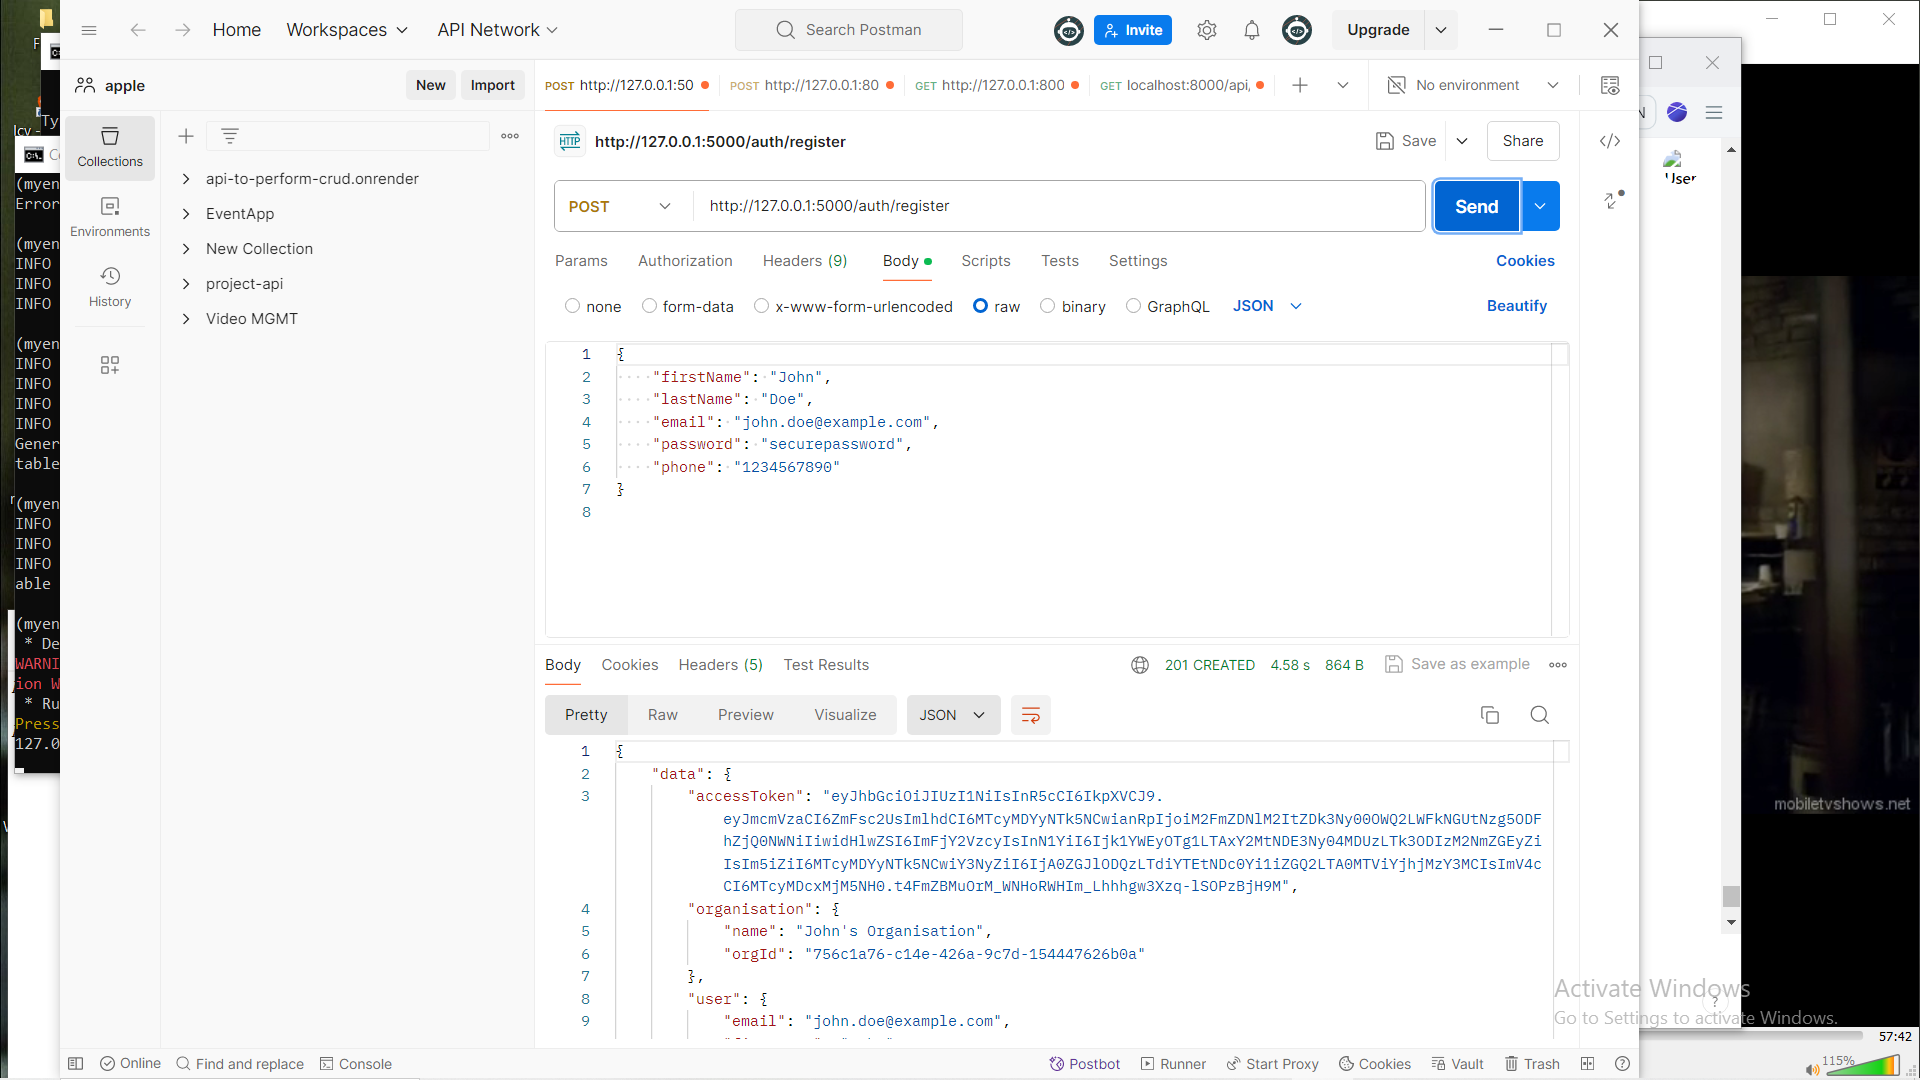 Home
Workspaces
API Network
Search Postman
Invite
Upgrade
apple
New
Import
POST http://127.0.0.1:50
POST http://127.0.0.1:80
GET http://127.0.0.1:800
GET localhost:8000/api,
No environment
Collections
Environments
History
api-to-perform-crud.onrender
EventApp
New Collection
project-api
Video MGMT
HTTP
http://127.0.0.1:5000/auth/register
Save
Share
POST
http://127.0.0.1:5000/auth/register
Send
Params
Authorization
Headers (9)
Body
Scripts
Tests
Settings
Cookies
none
form-data
x-www-form-urlencoded
raw
binary
GraphQL
JSON
Beautify
1 {
2 "firstName": "John",
3 "lastName": "Doe",
4 "email": "john.doe@example.com",
5 "password": "securepassword",
6 "phone": "1234567890"
7 }
8
Body
Cookies
Headers (5)
Test Results
201 CREATED
4.58 s
864 B
Save as example
Pretty
Raw
Preview
Visualize
JSON
1 {
2 "data": {
3 "accessToken": "eyJhbGciOiJIUzI1NiIsInR5cCI6IkpXVCJ9.
eyJmcmVzaCI6ZmFsc2UsImlhdCI6MTcyMDYyNTk5NCwianRpIjoiM2FmZDNlM2ItZDk3Ny00OWQ2LWFkNGUtNzg5ODF
hZjQ0NWNiIiwidHlwZSI6ImFjY2VzcyIsInN1YiI6Ijk1YWEyOTg1LTAxY2MtNDE3Ny04MDUzLTk3ODIzM2NmZGEyZi
IsIm5iZiI6MTcyMDYyNTk5NCwiY3NyZiI6IjA0ZGJlODQzLTdiYTEtNDc0Yi1iZGQ2LTA0MTViYjhjMzY3MCIsImV4c
CI6MTcyMDcxMjM5NH0.t4FmZBMuOrM_WNHoRWHIm_Lhhhgw3Xzq-lSOPzBjH9M",
4 "organisation": {
5 "name": "John's Organisation",
6 "orgId": "756c1a76-c14e-426a-9c7d-154447626b0a"
7 },
8 "user": {
9 "email": "john.doe@example.com",
Online
Find and replace
Console
Postbot
Runner
Start Proxy
Cookies
Vault
Trash
(myen
Error
(myen
INFO
INFO
INFO
(myen
INFO
INFO
INFO
INFO
Gener
table
(myen
INFO
INFO
INFO
able
(myen
* De
WARNI
ion W
* Ru
Press
127.0
User
mobiletvshows.net
Activate Windows
Go to Settings to activate Windows.
57:42
115%